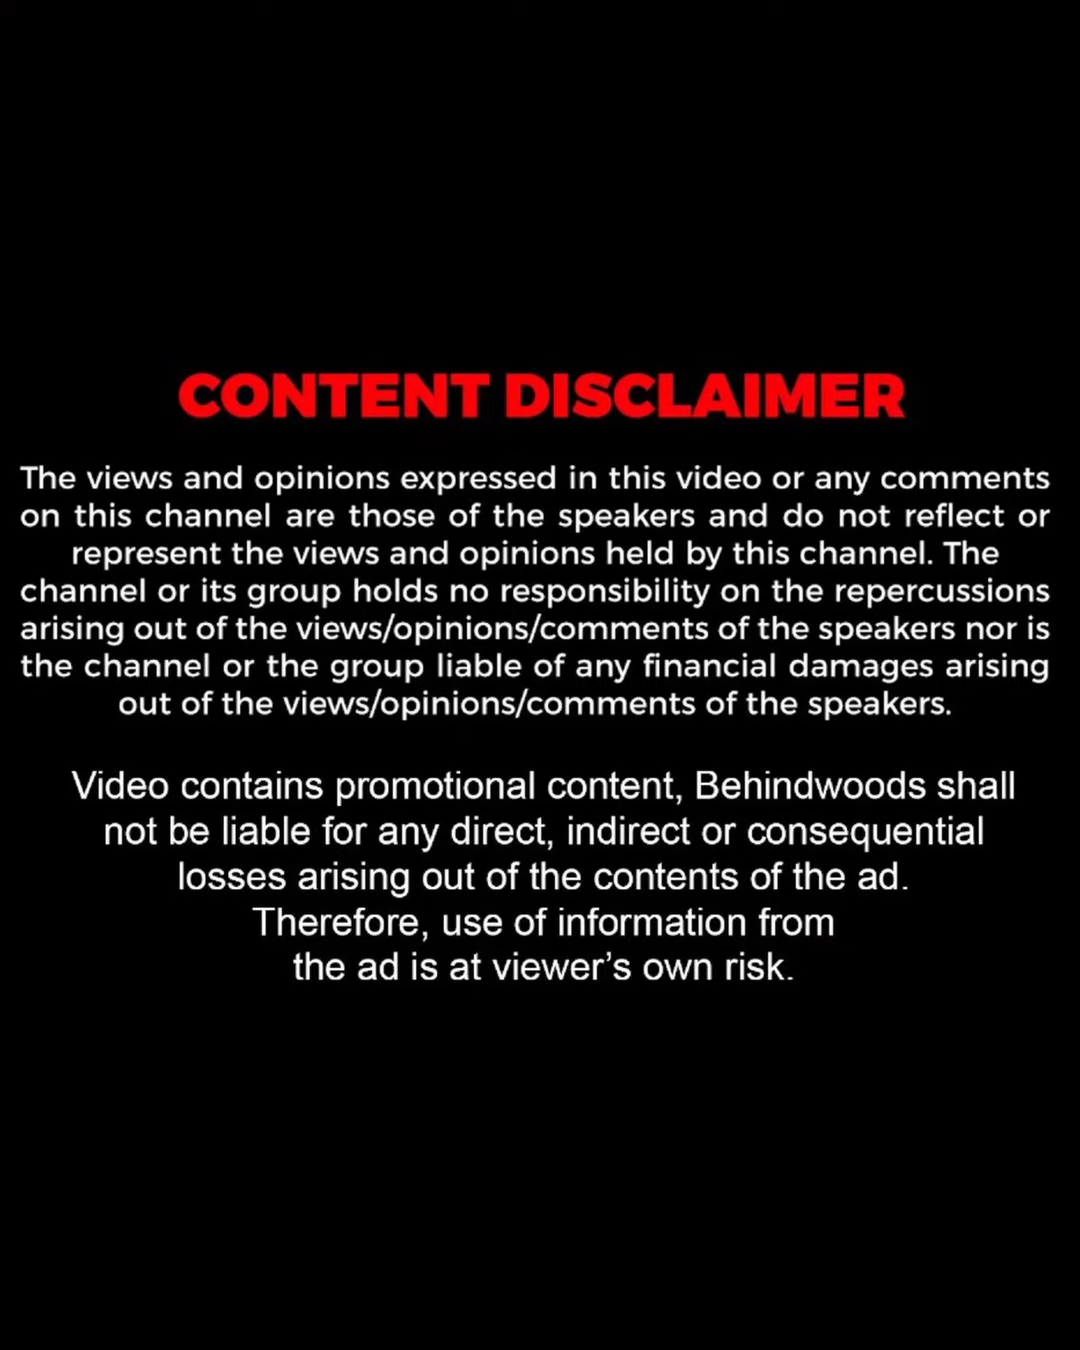 CONTENT DISCLAIMER
The views and opinions expressed in this video or any comments
on this channel are those of the speakers and do not reflect or
represent the views and opinions held by this channel. The
channel or its group holds no responsibility on the repercussions
arising out of the views/opinions/comments of the speakers nor is
the channel or the group liable of any financial damages arising
out of the views/opinions/comments of the speakers.
Video contains promotional content, Behindwoods shall
not be liable for any direct, indirect or consequential
losses arising out of the contents of the ad.
Therefore, use of information from
the ad is at viewer’s own risk.